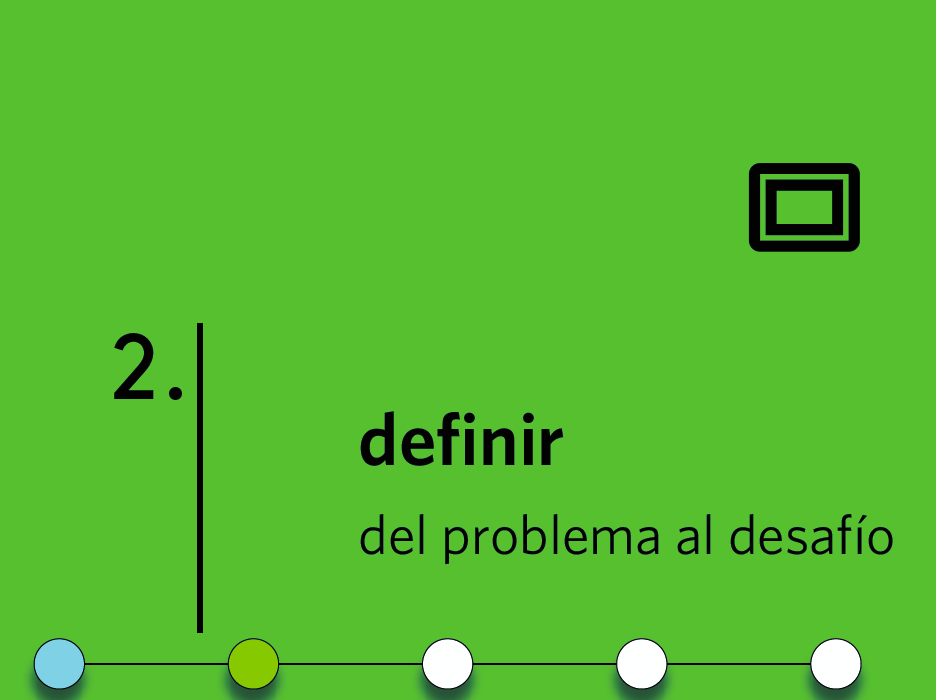 2.
definir
del problema al desafío